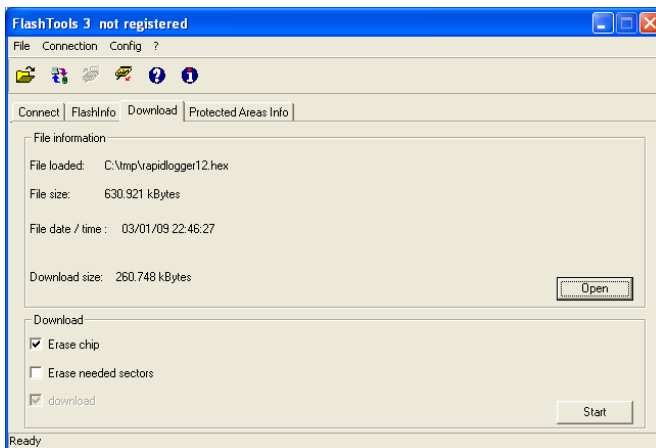 FlashTools 3 not registered
File Connection Config ?
Connect FlashInfo Download Protected Areas Info
File information
File loaded: C:\tmp\rapidlogger12.hex
File size: 630.921 kBytes
File date / time : 03/01/09 22:46:27
Download size: 260.748 kBytes
Open
Download
Erase chip
Erase needed sectors
download
Start
Ready